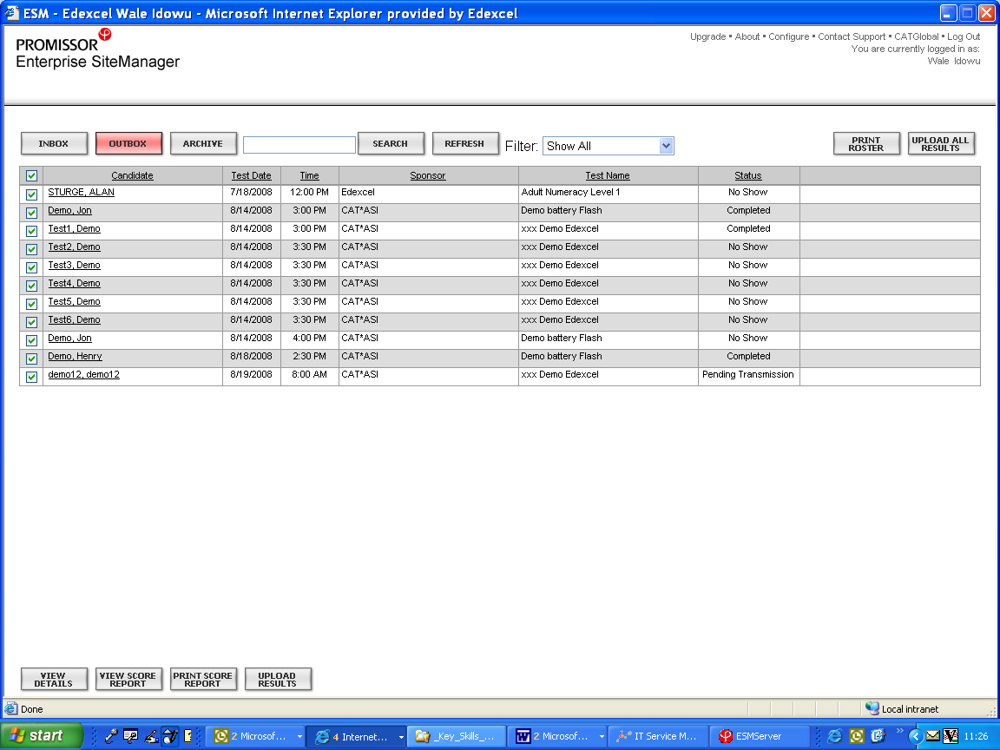 ESM - Edexcel Wale Idowu - Microsoft Internet Explorer provided by Edexcel
PROMISSOR
Enterprise SiteManager
Upgrade • About • Configure • Contact Support • CATGlobal • Log Out
You are currently logged in as:
Wale Idowu
INBOX OUTBOX ARCHIVE SEARCH REFRESH Filter: Show All PRINT ROSTER UPLOAD ALL RESULTS
Candidate Test Date Time Sponsor Test Name Status
STURGE, ALAN 7/18/2008 12:00 PM Edexcel Adult Numeracy Level 1 No Show
Demo, Jon 8/14/2008 3:00 PM CAT*ASI Demo battery Flash Completed
Test1, Demo 8/14/2008 3:00 PM CAT*ASI xxx Demo Edexcel Completed
Test2, Demo 8/14/2008 3:30 PM CAT*ASI xxx Demo Edexcel No Show
Test3, Demo 8/14/2008 3:30 PM CAT*ASI xxx Demo Edexcel No Show
Test4, Demo 8/14/2008 3:30 PM CAT*ASI xxx Demo Edexcel No Show
Test5, Demo 8/14/2008 3:30 PM CAT*ASI xxx Demo Edexcel No Show
Test6, Demo 8/14/2008 3:30 PM CAT*ASI xxx Demo Edexcel No Show
Demo, Jon 8/14/2008 4:00 PM CAT*ASI Demo battery Flash No Show
Demo, Henry 8/18/2008 2:30 PM CAT*ASI Demo battery Flash Completed
demo12, demo12 8/19/2008 8:00 AM CAT*ASI xxx Demo Edexcel Pending Transmission
VIEW DETAILS VIEW SCORE REPORT PRINT SCORE REPORT UPLOAD RESULTS
Done Local intranet
start 2 Microsof... 4 Internet... _Key_Skills_... 2 Microsof... IT Service M... ESMServer 11:26